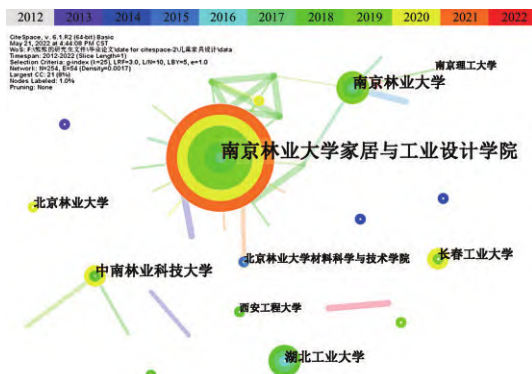 2012 2013 2014 2015 2016 2017 2018 2019 2020 2021 2022
CiteSpace, v. 6.1.R2 (64-bit) Basic
May 21, 2022 at 4:44:08 PM CST
Timespan: 2012-2022 (Slice Length=1)
Selection Criteria: g-index (k=25), LRF=3.0, L/N=10, LBY=5, e=1.0
Network: N=254, E=54 (Density=0.0017)
Largest CC: 21 (8%)
Nodes Labeled: 1.0%
Pruning: None
南京理工大学
南京林业大学
南京林业大学家居与工业设计学院
北京林业大学
北京林业大学材料科学与技术学院
长春工业大学
中南林业科技大学
西安工程大学
湖北工业大学